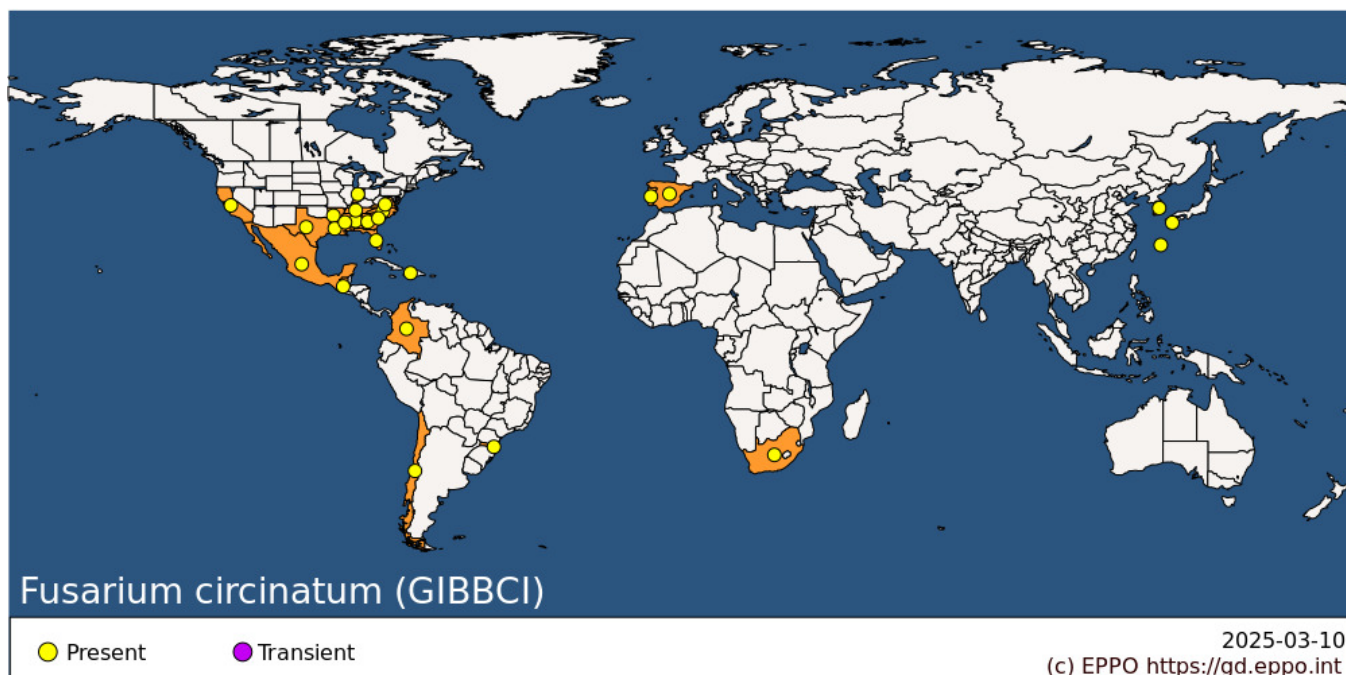 Fusarium circinatum (GIBBCI)
Present
Transient
2025-03-10
(c) EPPO https://gd.eppo.int